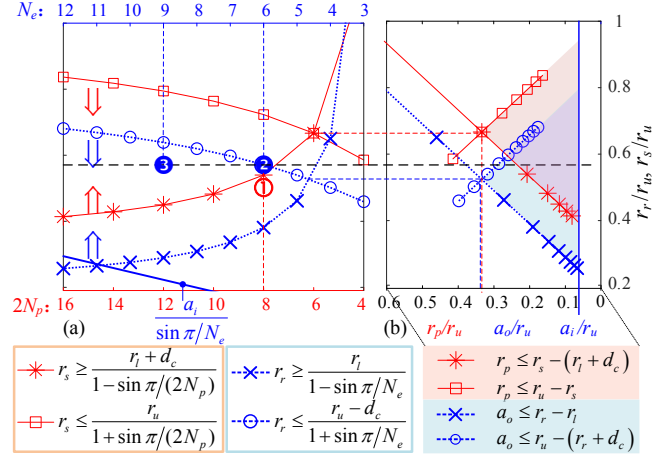 N_e: 12 11 10 9 8 7 6 5 4 3
1
0.8
0.6
0.4
0.2
r_r/r_u, r_s/r_u
3 2
1
16 14 12 10 8 6 4
2N_p:
(a)
a_i
sin π/N_e
0.6 0.5 0.4 0.3 0.2 0.1 0
(b)
r_p/r_u a_o/r_u a_i/r_u
r_s ≥ (r_l + d_c) / (1 − sin π/(2N_p))
r_s ≤ r_u / (1 + sin π/(2N_p))
r_r ≥ r_l / (1 − sin π/N_e)
r_r ≤ (r_u − d_c) / (1 + sin π/N_e)
r_p ≤ r_s − (r_l + d_c)
r_p ≤ r_u − r_s
a_o ≤ r_r − r_l
a_o ≤ r_u − (r_r + d_c)